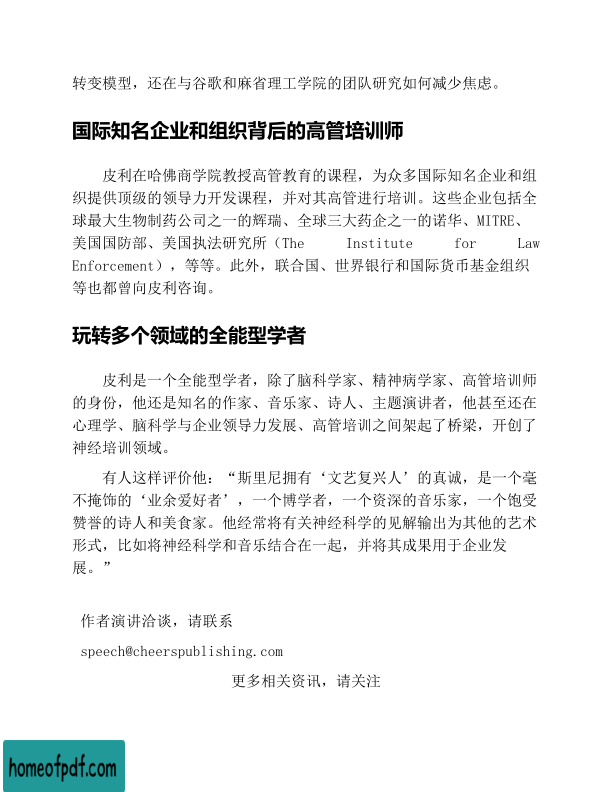 转变模型，还在与谷歌和麻省理工学院的团队研究如何减少焦虑。
国际知名企业和组织背后的高管培训师
皮利在哈佛商学院教授高管教育的课程，为众多国际知名企业和组
织提供顶级的领导力开发课程，并对其高管进行培训。这些企业包括全
球最大生物制药公司之一的辉瑞、全球三大药企之一的诺华、MITRE、
美国国防部、美国执法研究所（The Institute for Law
Enforcement），等等。此外，联合国、世界银行和国际货币基金组织
等也都曾向皮利咨询。
玩转多个领域的全能型学者
皮利是一个全能型学者，除了脑科学家、精神病学家、高管培训师
的身份，他还是知名的作家、音乐家、诗人、主题演讲者，他甚至还在
心理学、脑科学与企业领导力发展、高管培训之间架起了桥梁，开创了
神经培训领域。
有人这样评价他：“斯里尼拥有‘文艺复兴人’的真诚，是一个毫
不掩饰的‘业余爱好者’，一个博学者，一个资深的音乐家，一个饱受
赞誉的诗人和美食家。他经常将有关神经科学的见解输出为其他的艺术
形式，比如将神经科学和音乐结合在一起，并将其成果用于企业发
展。”
作者演讲洽谈，请联系
speech@cheerspublishing.com
更多相关资讯，请关注
homeofpdf.com